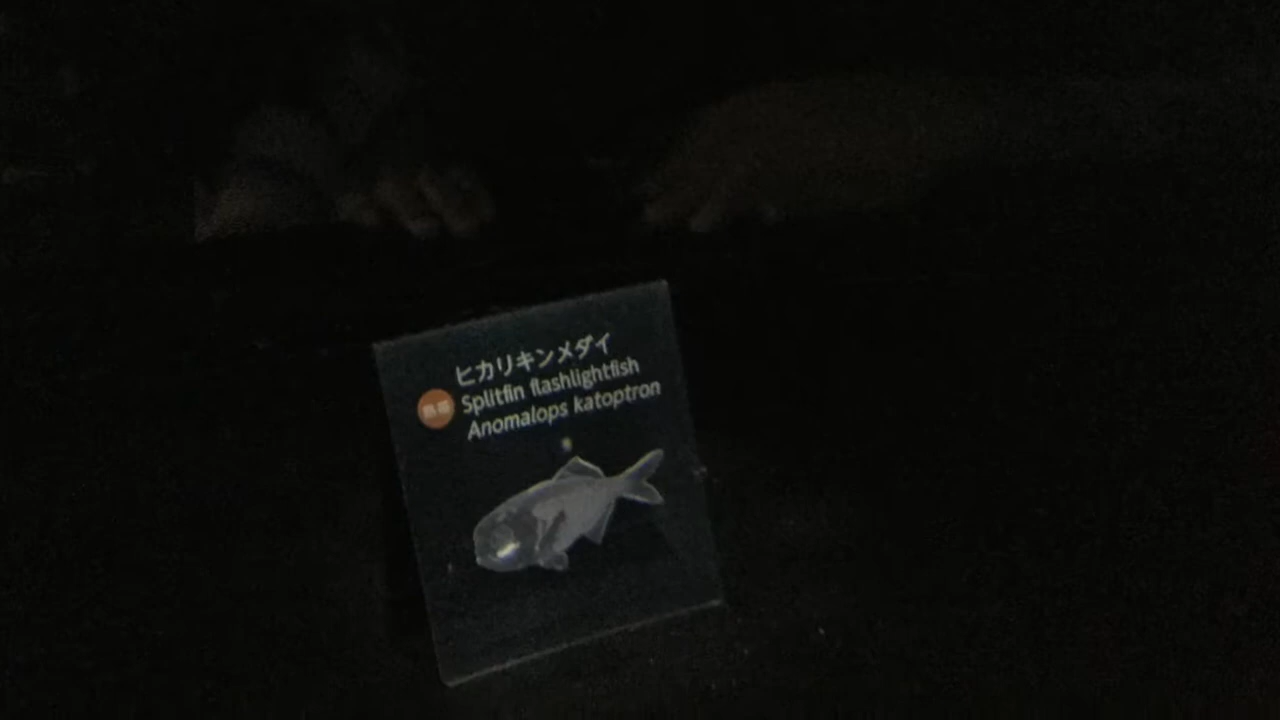 ヒカリキンメダイ
Splitfin flashlightfish
Anomalops katoptron